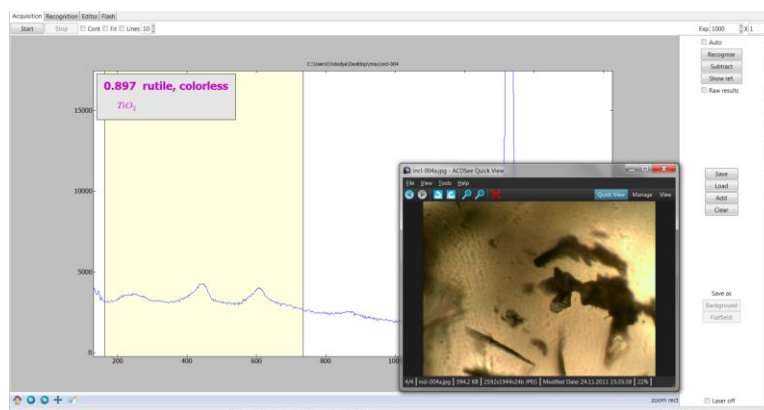 Acquisition Recognition Editor Flash
Start Stop Cont Fit Lines 10 Exp. 1000 X 1
Auto
Recognise
Subtract
Show ref.
Raw results
0.897 rutile, colorless
TiO₂
15000
10000
5000
0
200 400 600 800
incl-004a.jpg - ACDSee Quick View
File View Tools Help
Quick View Manage View
4/4 incl-004a.jpg 394.2 KB 2592x1944x24b JPEG Modified Date: 24.11.2011 15:35:38 22%
Save
Load
Add
Clear
Save as
Background
Flatfield
zoom rect Laser off